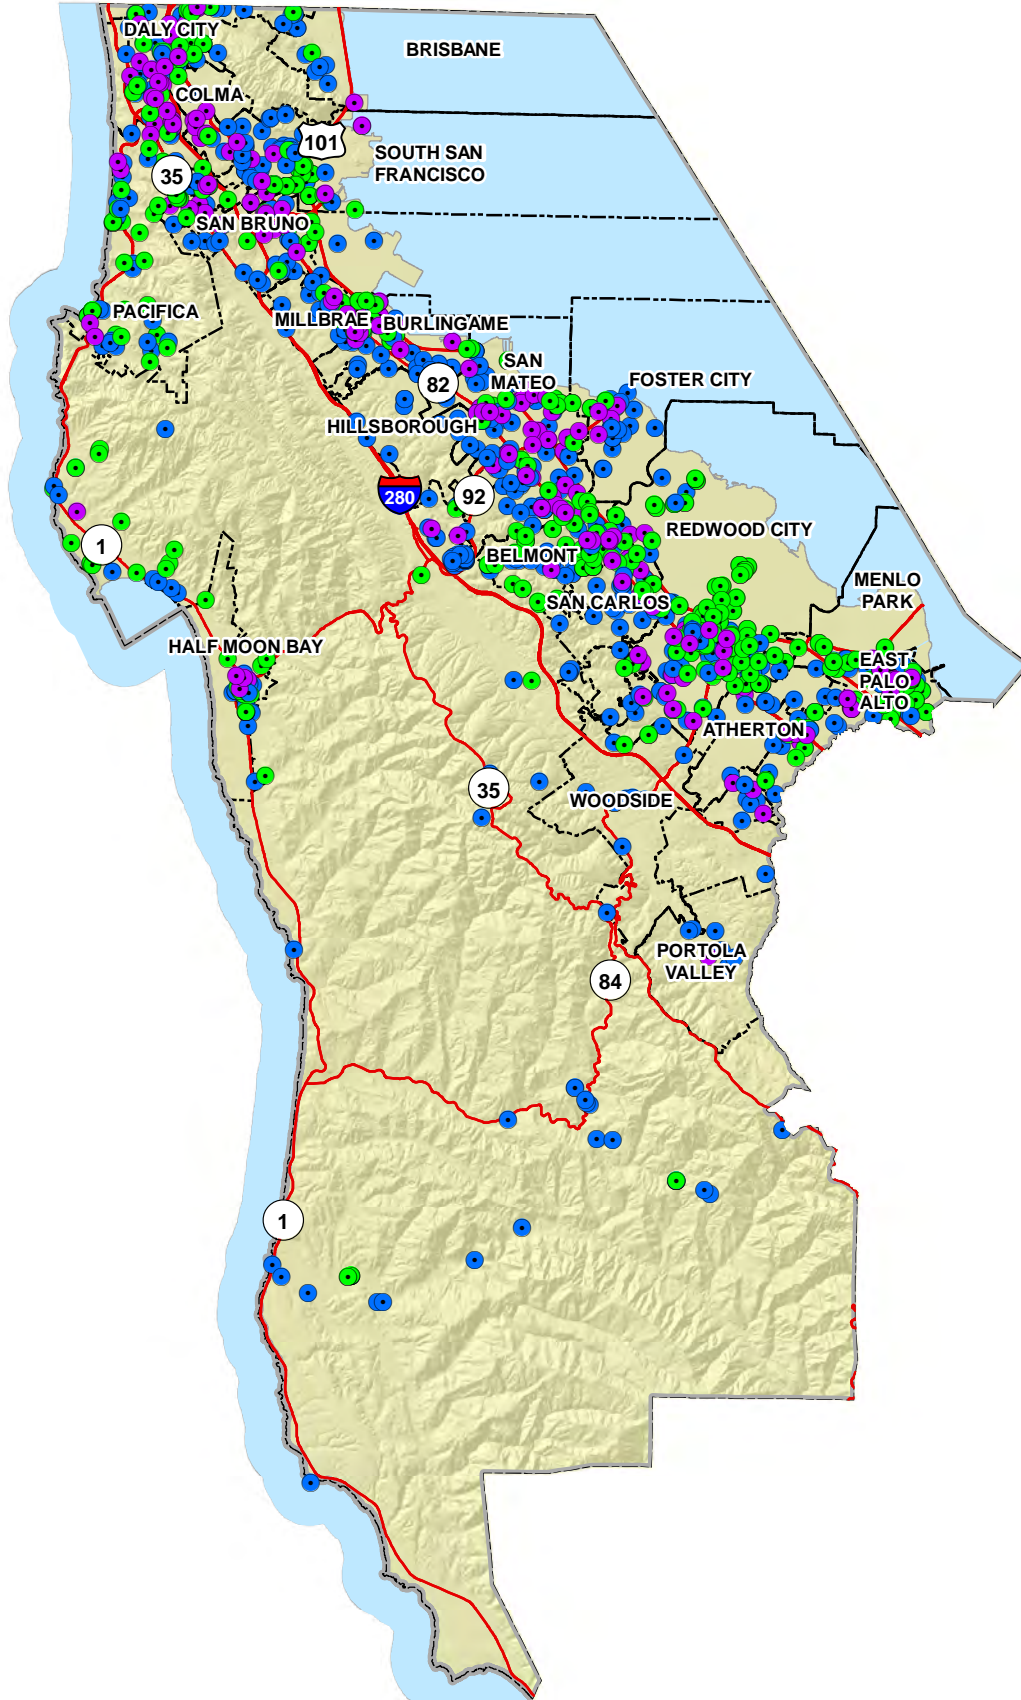 DALY CITY
BRISBANE
COLMA
101
SOUTH SAN
FRANCISCO
35
SAN BRUNO
PACIFICA
MILLBRAE
BURLINGAME
SAN
MATEO
FOSTER CITY
82
HILLSBOROUGH
280
92
REDWOOD CITY
1
BELMONT
MENLO
PARK
SAN CARLOS
HALF MOON BAY
EAST
PALO
ALTO
ATHERTON
35
WOODSIDE
PORTOLA
VALLEY
84
1